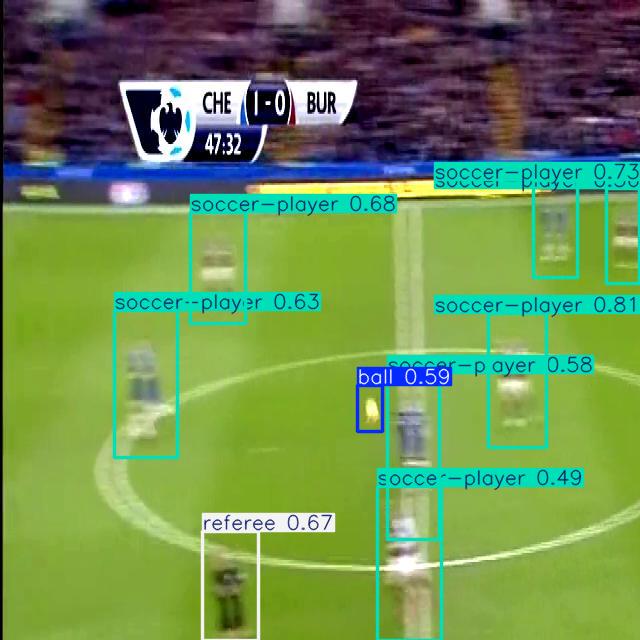 CHE 1-0 BUR
47:32
soccer-player 0.73
soccer-player 0.68
soccer-player 0.63
soccer-player 0.81
soccer-player 0.58
ball 0.59
soccer-player 0.49
referee 0.67